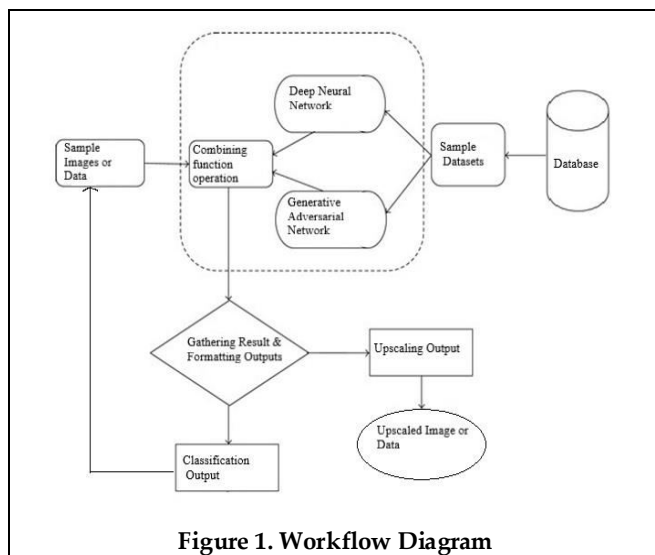 Deep Neural
Network
Sample
Images or
Data
Combining
function
operation
Sample
Datasets
Database
Generative
Adversarial
Network
Gathering Result &
Formatting Outputs
Upscaling Output
Upscaled Image or
Data
Classification
Output
Figure 1. Workflow Diagram